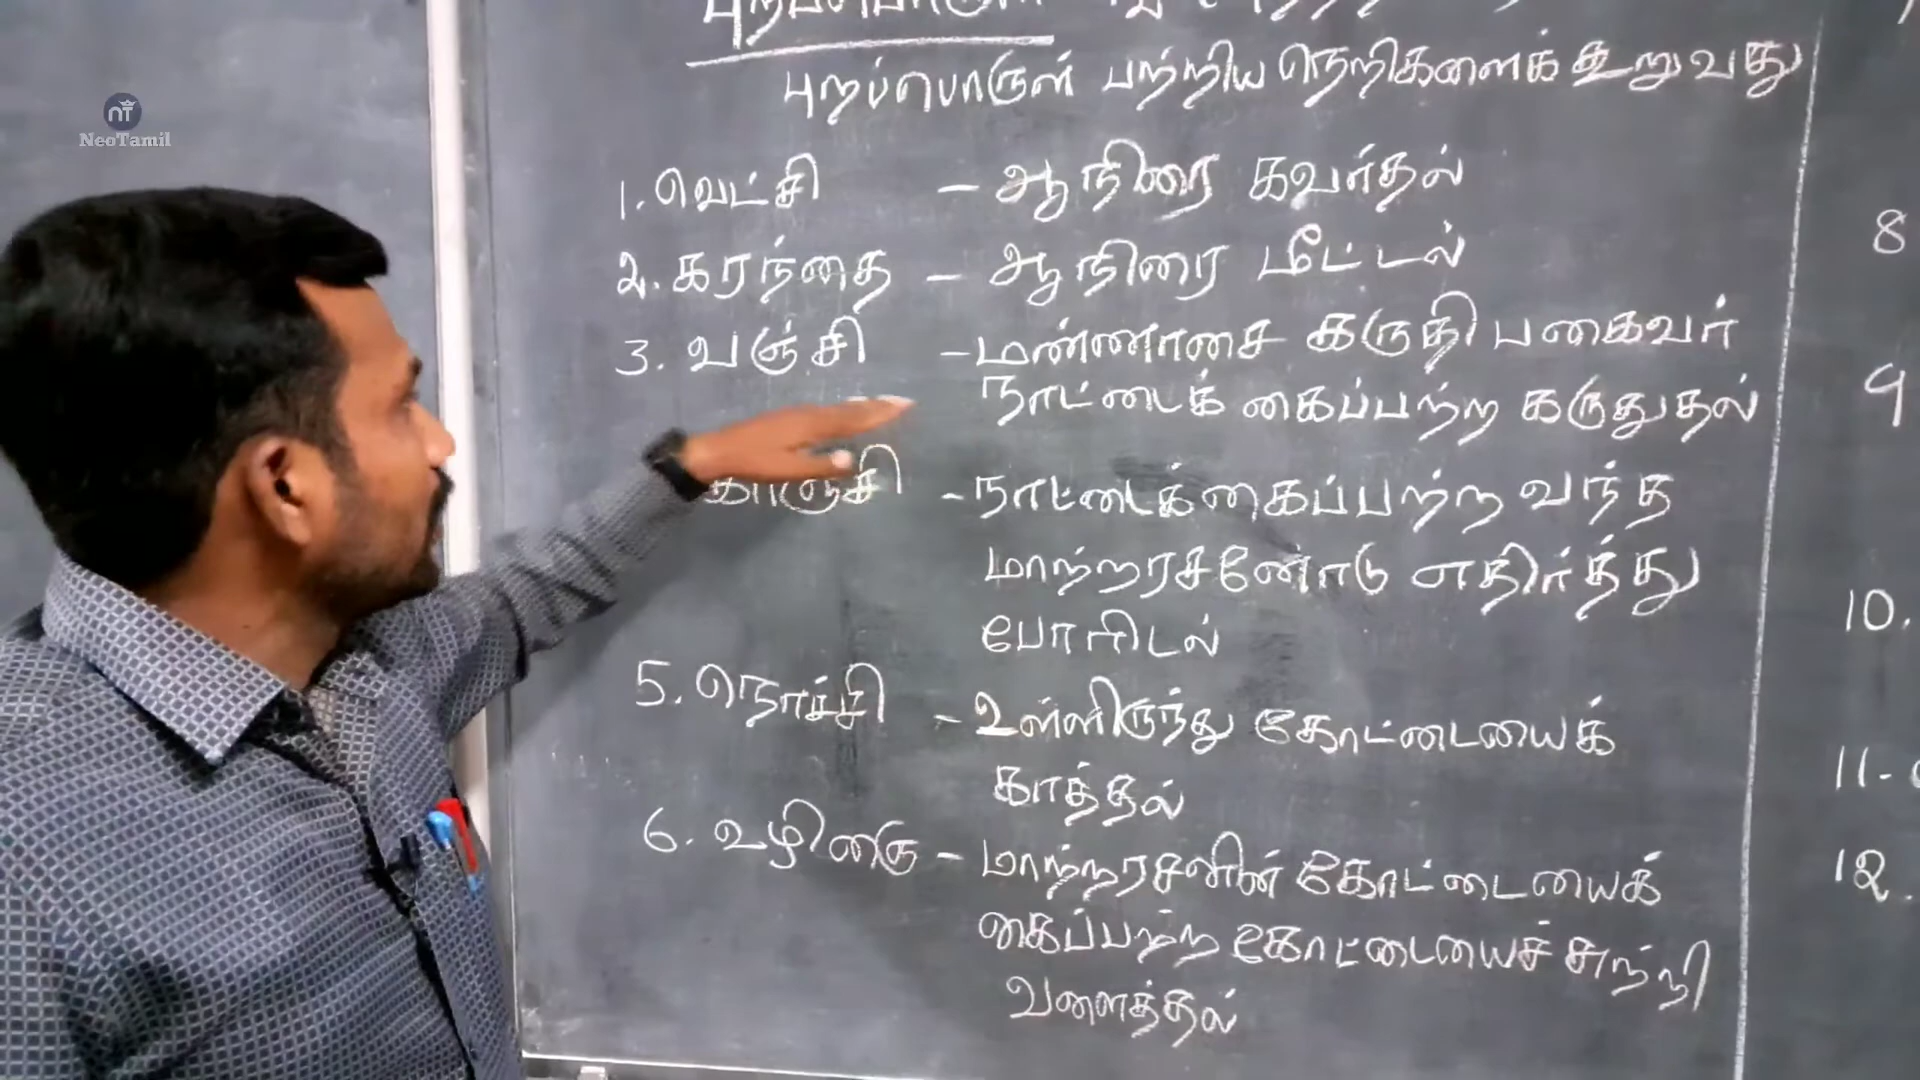 NeoTamil
புறப்பொருள் பற்றிய நெறிகளைக் கூறுவது
1. வெட்சி - ஆநிரை கவர்தல்
2. கரந்தை - ஆநிரை மீட்டல்
3. வஞ்சி - மண்ணாசை கருதி பகைவர்
நாட்டைக் கைப்பற்ற கருதுதல்
காஞ்சி - நாட்டைக்கைப்பற்ற வந்த
மாற்றரசனோடு எதிர்த்து
போரிடல்
5. நொச்சி - உள்ளிருந்து கோட்டையைக்
காத்தல்
6. உழிஞை - மாற்றரசனின் கோட்டையைக்
கைப்பற்ற கோட்டையைச் சுற்றி
வளைத்தல்
8
9
10.
11.
12.